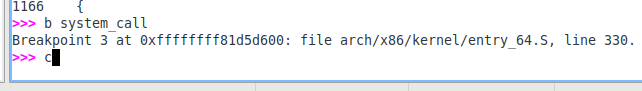 1166    {
>>> b system_call
Breakpoint 3 at 0xffffffff81d5d600: file arch/x86/kernel/entry_64.S, line 330.
>>> c